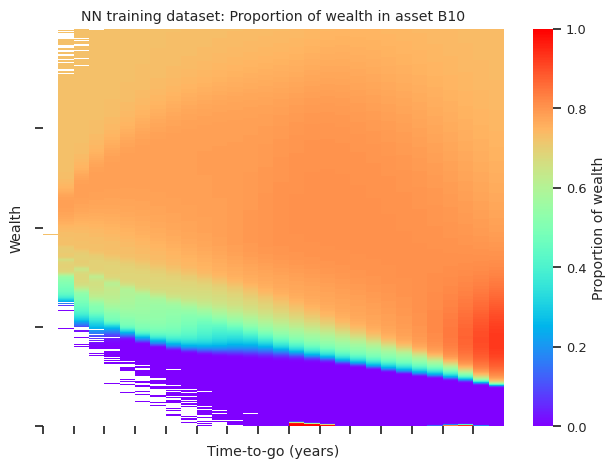 NN training dataset: Proportion of wealth in asset B10
Wealth
Time-to-go (years)
1.0
0.8
0.6
0.4
0.2
0.0
Proportion of wealth